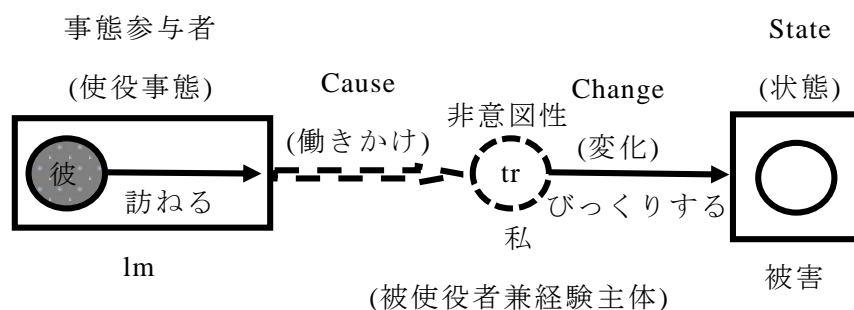 事態参与者
(使役事態)
Cause
(働きかけ)
非意図性
Change
(変化)
State
(状態)
彼
訪ねる
tr
びっくりする
lm
私
(被使役者兼経験主体)
被害